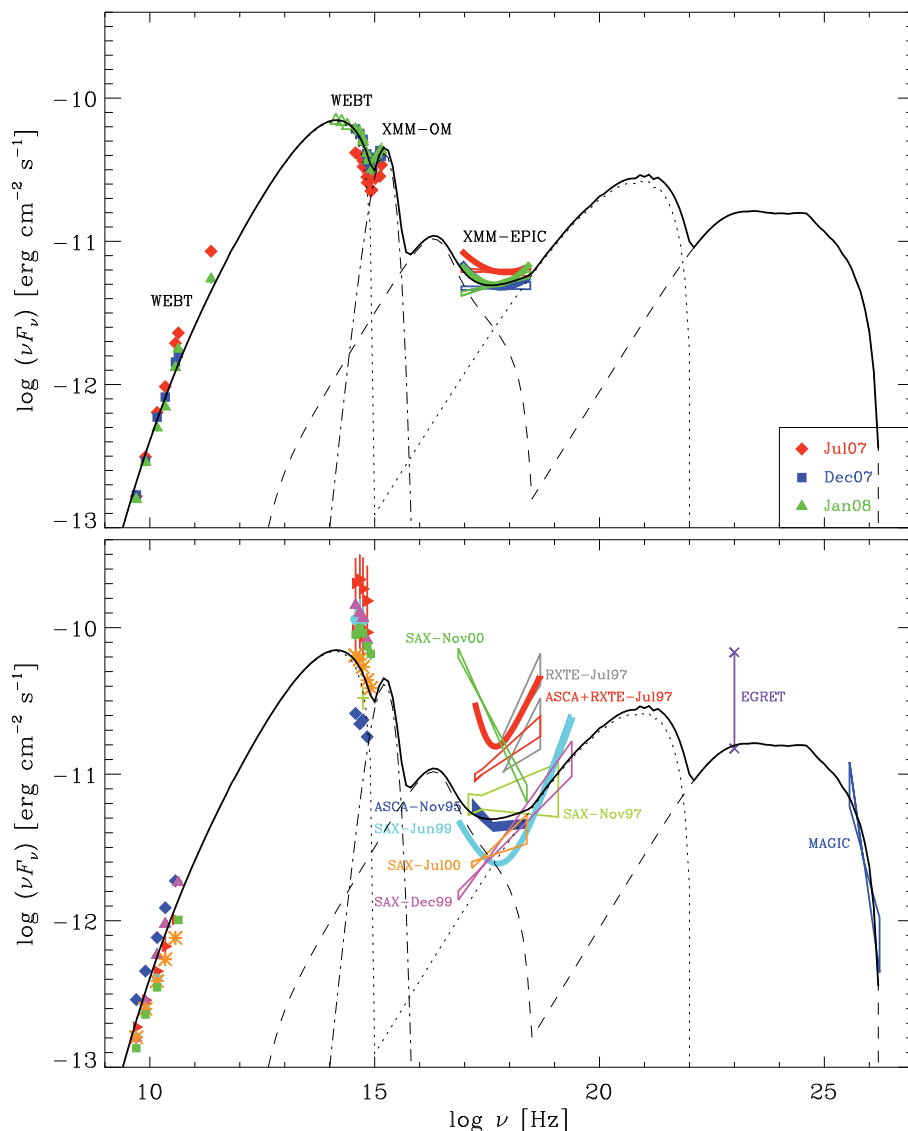 WEBT
XMM-OM
−10
−11
XMM-EPIC
WEBT
−12
−13
log (νFν) [erg cm−2 s−1]
Jul07
Dec07
Jan08
−10
SAX-Nov00
RXTE-Jul97
ASCA+RXTE-Jul97
EGRET
−11
ASCA-Nov95
SAX-Nov97
SAX-Jun99
MAGIC
SAX-Jul00
SAX-Dec99
−12
−13
log (νFν) [erg cm−2 s−1]
10 15 20 25
log ν [Hz]